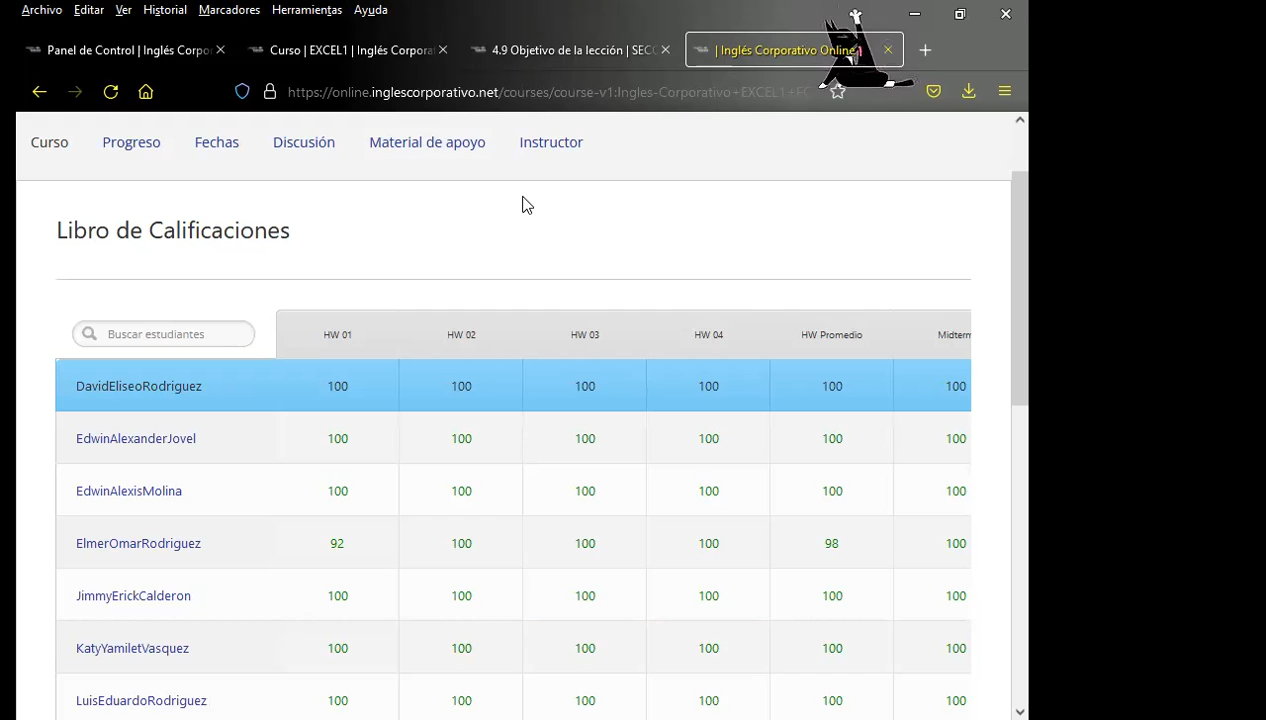 Archivo Editar Ver Historial Marcadores Herramientas Ayuda
Panel de Control | Inglés Corpo Curso | EXCEL1 | Inglés Corpora 4.9 Objetivo de la lección | SECC | Inglés Corporativo Online
https://online.inglescorporativo.net/courses/course-v1:Ingles-Corporativo+EXCEL1+FC
Curso Progreso Fechas Discusión Material de apoyo Instructor
Libro de Calificaciones
Buscar estudiantes HW 01 HW 02 HW 03 HW 04 HW Promedio Midterm
DavidEliseoRodriguez 100 100 100 100 100 100
EdwinAlexanderJovel 100 100 100 100 100 100
EdwinAlexisMolina 100 100 100 100 100 100
ElmerOmarRodriguez 92 100 100 100 98 100
JimmyErickCalderon 100 100 100 100 100 100
KatyYamiletVasquez 100 100 100 100 100 100
LuisEduardoRodriguez 100 100 100 100 100 100